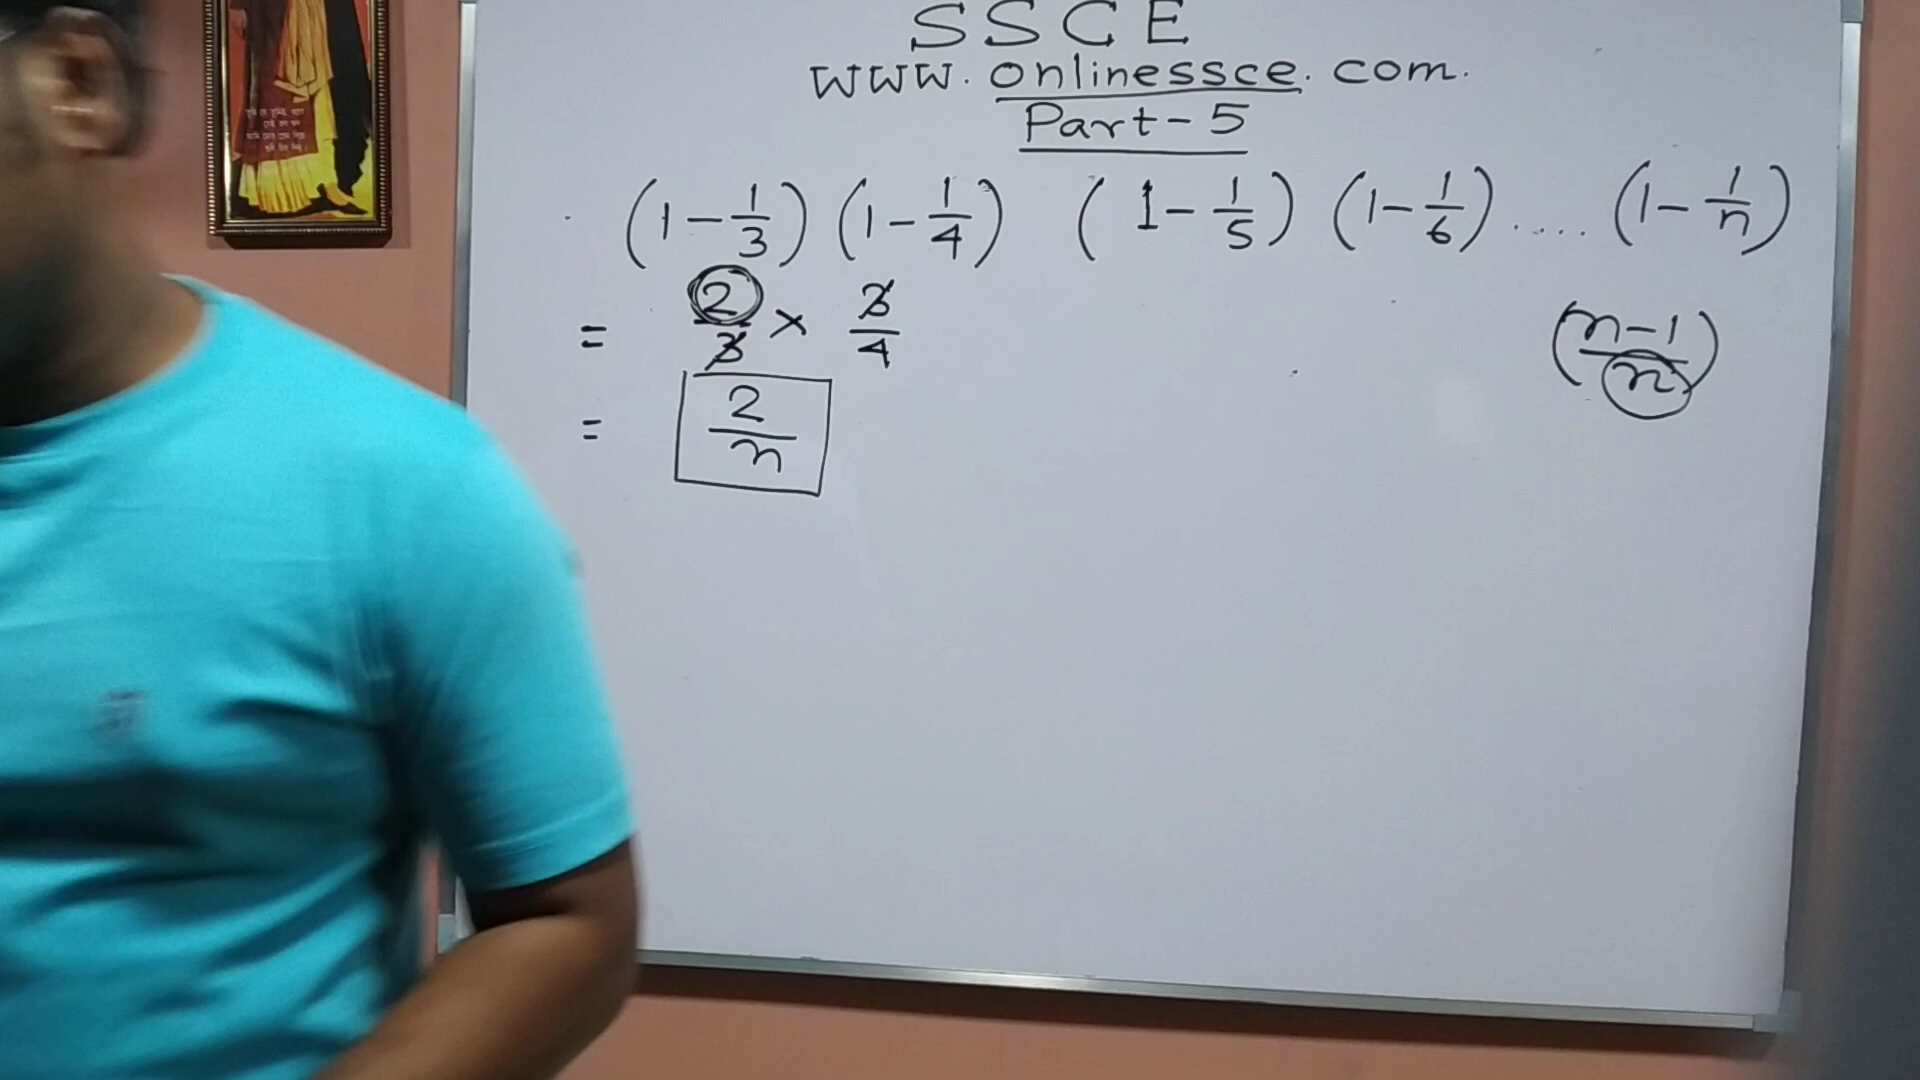 SSCE
www.onlinessce.com.
Part-5
(1-1/3) (1-1/4) (1-1/5) (1-1/6) ..... (1-1/n)
= 2/3 × 3/4 (n-1/n)
= 2/n